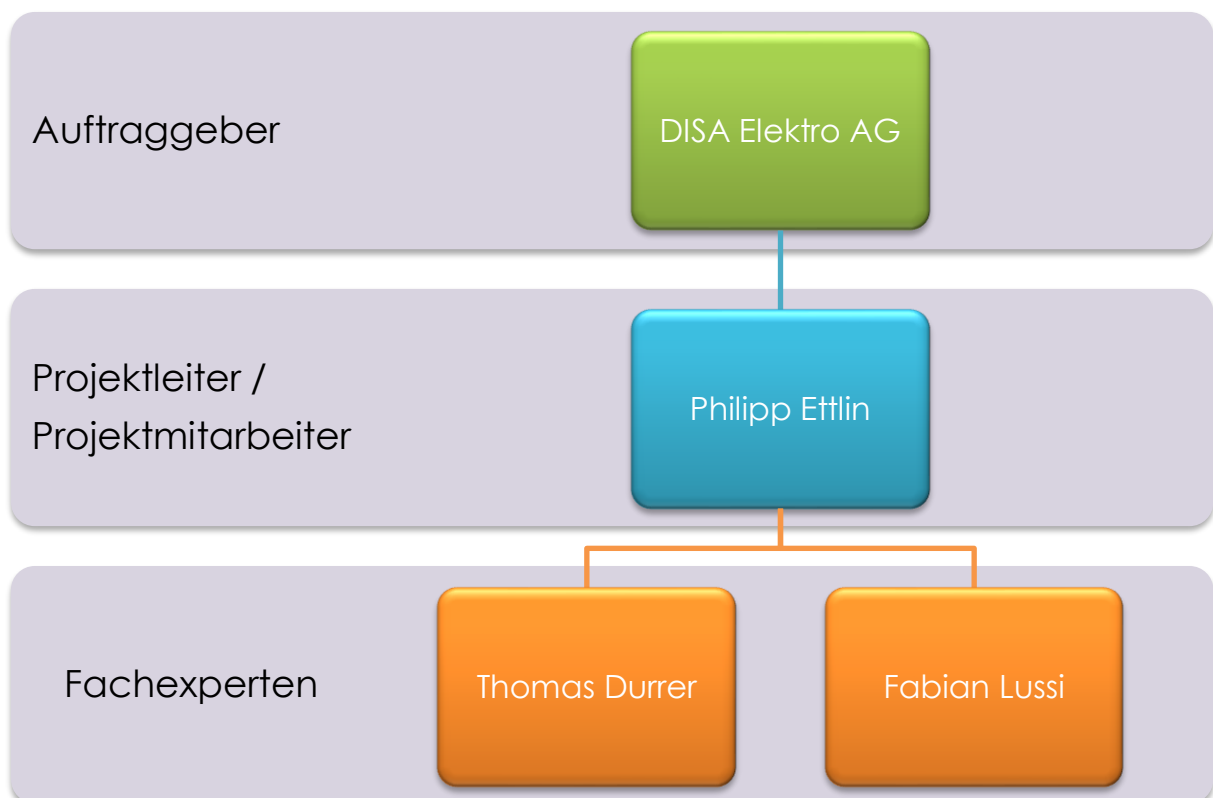 Auftraggeber
DISA Elektro AG
Projektleiter /
Projektmitarbeiter
Philipp Ettlin
Fachexperten
Thomas Durrer
Fabian Lussi